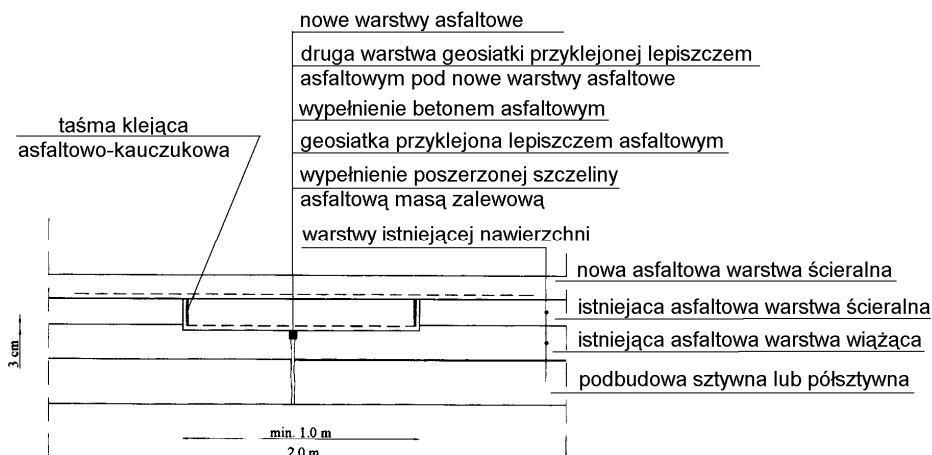 nowe warstwy asfaltowe
druga warstwa geosiatki przyklejonej lepiszczem
asfaltowym pod nowe warstwy asfaltowe
wypełnienie betonem asfaltowym
taśma klejąca
asfaltowo-kauczukowa
geosiatka przyklejona lepiszczem asfaltowym
wypełnienie poszerzonej szczeliny
asfaltową masą zalewową
warstwy istniejącej nawierzchni
nowa asfaltowa warstwa ścieralna
istniejaca asfaltowa warstwa ścieralna
istniejąca asfaltowa warstwa wiążąca
podbudowa sztywna lub półsztywna
3 cm
min. 1.0 m
2.0 m